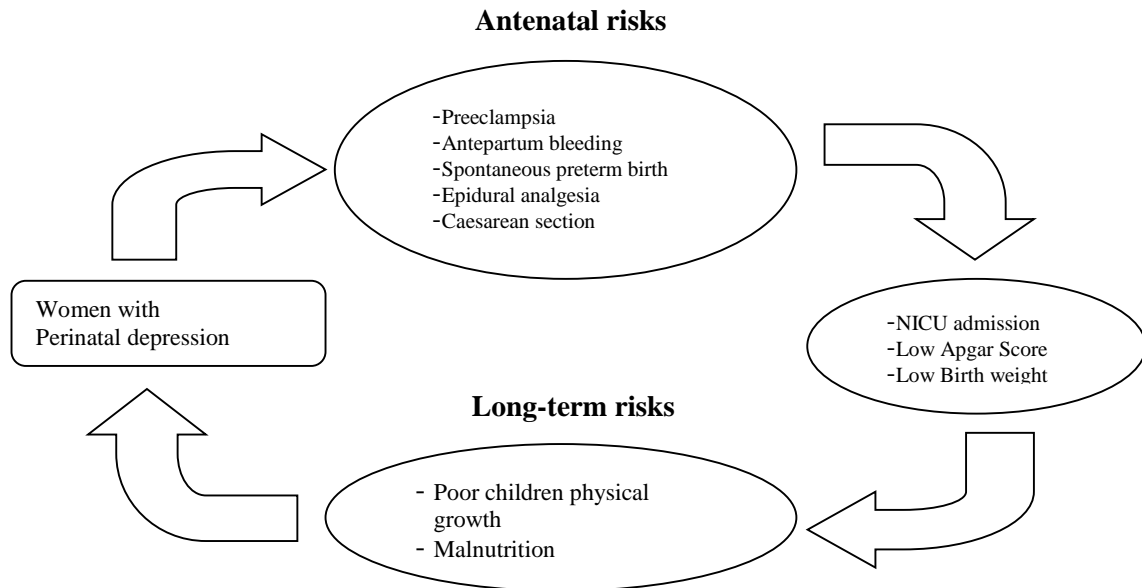 Antenatal risks
-Preeclampsia
-Antepartum bleeding
-Spontaneous preterm birth
-Epidural analgesia
-Caesarean section
Women with
Perinatal depression
-NICU admission
-Low Apgar Score
-Low Birth weight
Long-term risks
- Poor children physical
growth
- Malnutrition